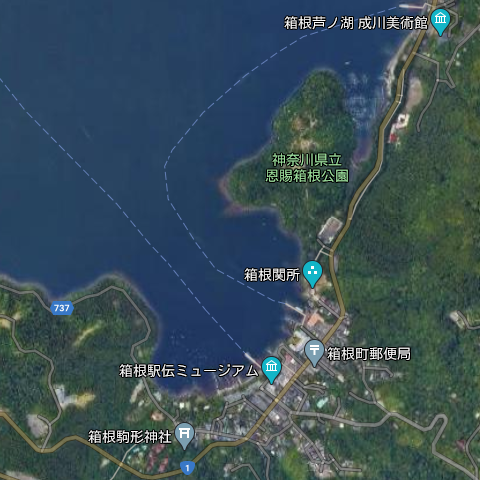 箱根芦ノ湖 成川美術館
神奈川県立
恩賜箱根公園
箱根関所
737
箱根町郵便局
箱根駅伝ミュージアム
箱根駒形神社
1